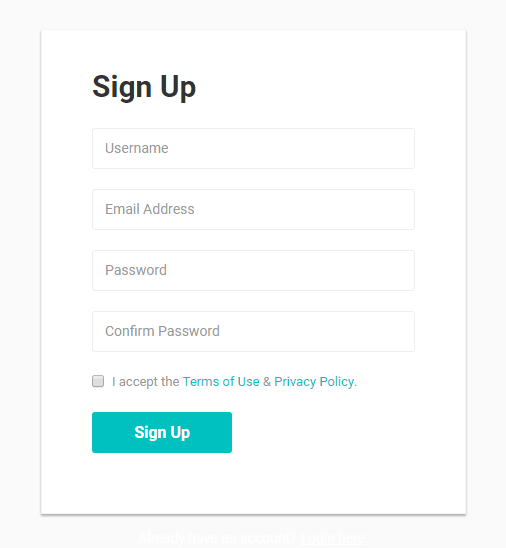 Sign Up
Username
Email Address
Password
Confirm Password
I accept the Terms of Use & Privacy Policy.
Sign Up
Already have an account? Login here